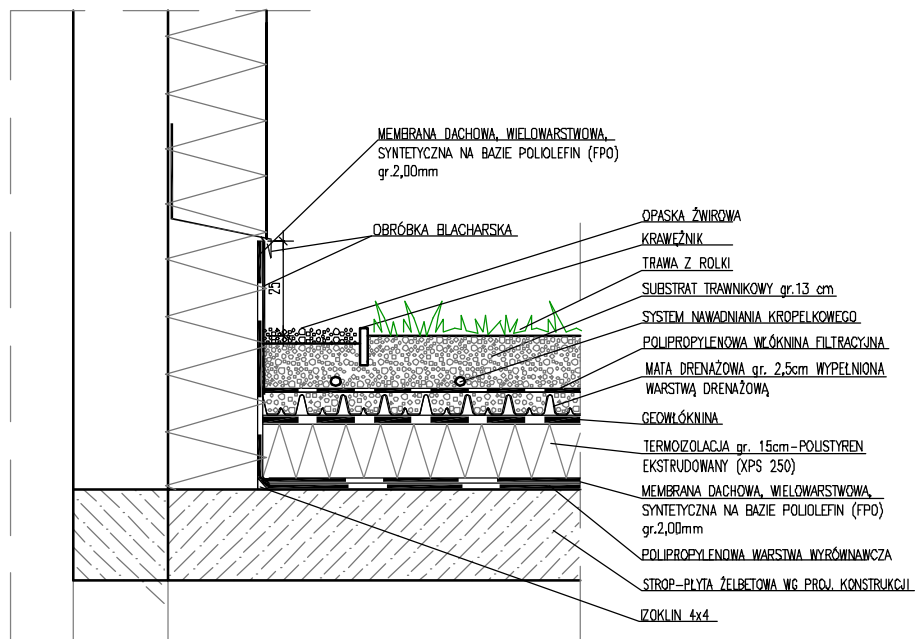 MEMBRANA DACHOWA, WIELOWARSTWOWA,
SYNTETYCZNA NA BAZIE POLIOLEFIN (FPO)
gr.2,00mm
OBRÓBKA BLACHARSKA
25
OPASKA ŻWIROWA
KRAWĘŻNIK
TRAWA Z ROLKI
SUBSTRAT TRAWNIKOWY gr.13 cm
SYSTEM NAWADNIANIA KROPELKOWEGO
POLIPROPYLENOWA WŁÓKNINA FILTRACYJNA
MATA DRENAŻOWA gr. 2,5cm WYPEŁNIONA
WARSTWĄ DRENAŻOWĄ
GEOWŁÓKNINA
TERMOIZOLACJA gr. 15cm-POLISTYREN
EKSTRUDOWANY (XPS 250)
MEMBRANA DACHOWA, WIELOWARSTWOWA,
SYNTETYCZNA NA BAZIE POLIOLEFIN (FPO)
gr.2,00mm
POLIPROPYLENOWA WARSTWA WYRÓWNAWCZA
STROP-PŁYTA ŻELBETOWA WG PROJ. KONSTRUKCJI
IZOKLIN 4x4